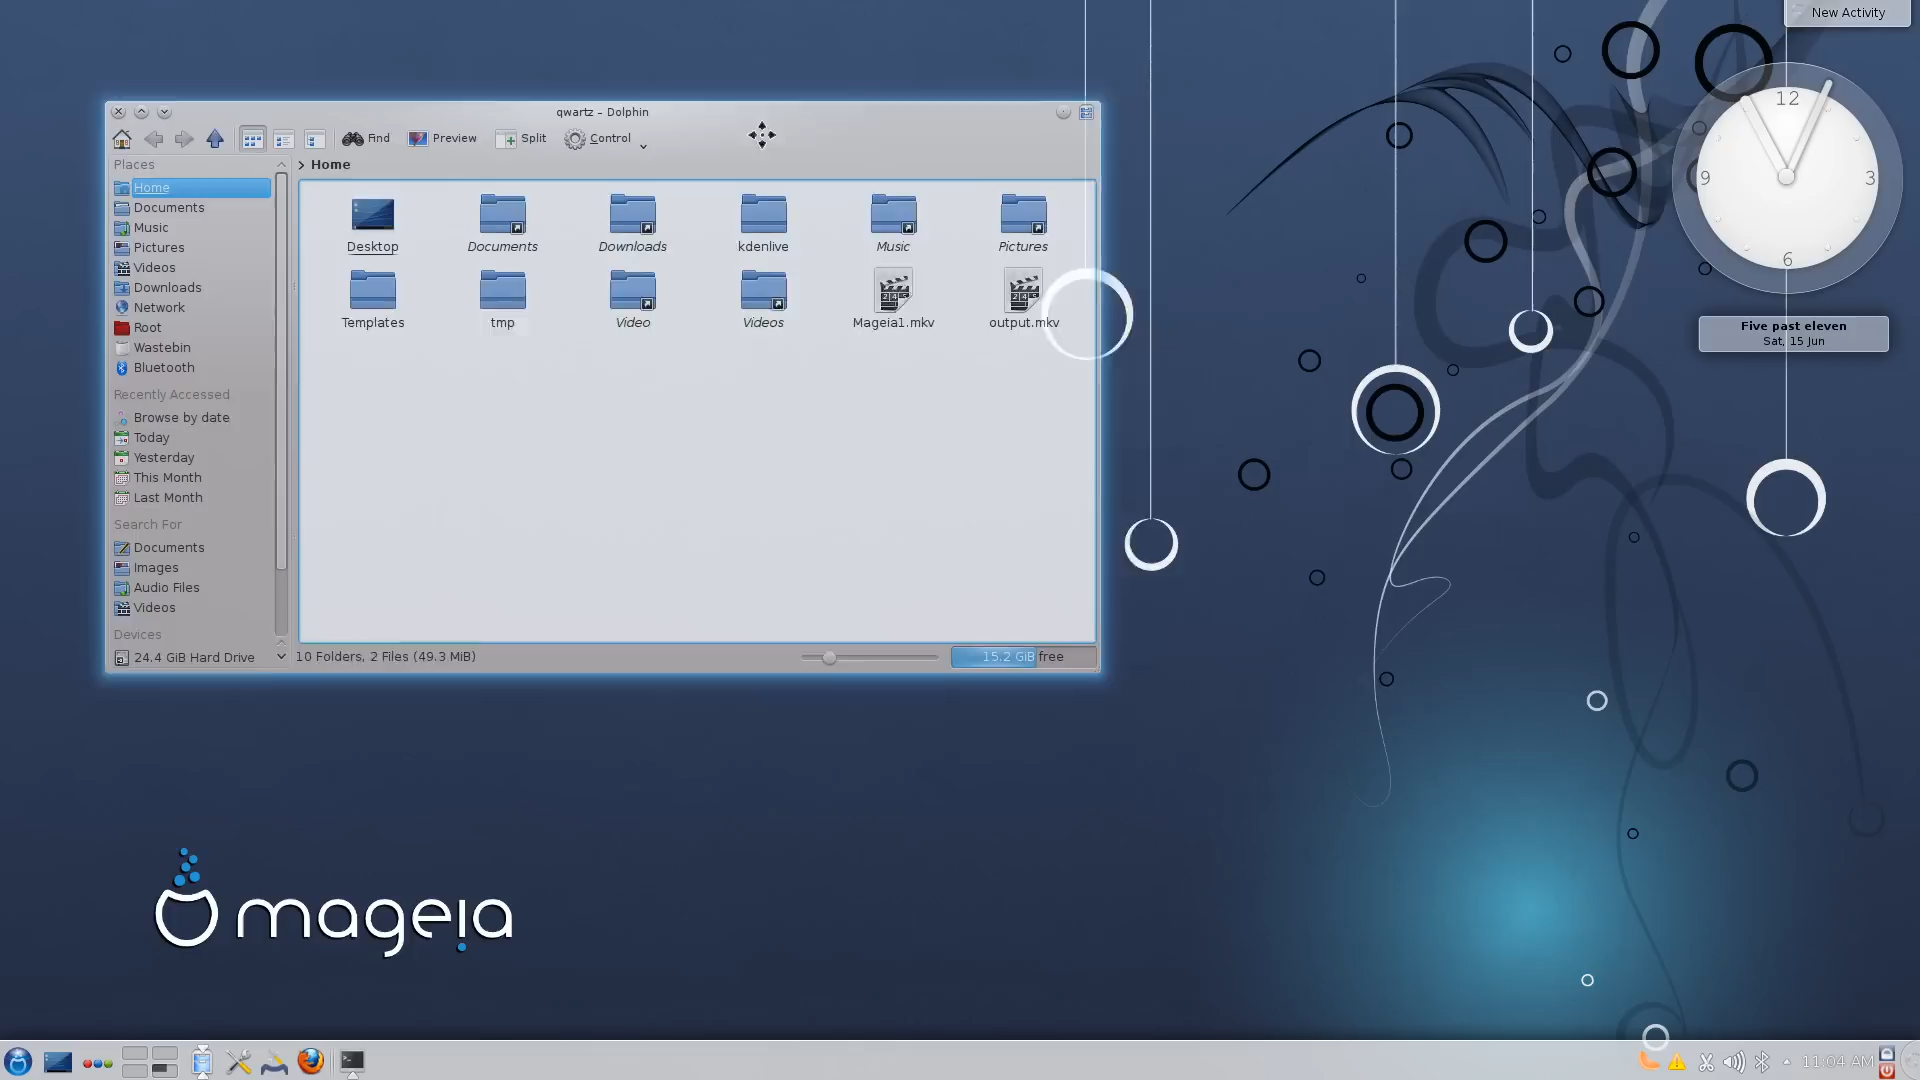 New Activity
qwartz – Dolphin
Find Preview Split Control
Places
> Home
Home
Documents
Music
Pictures
Videos
Downloads
Network
Root
Wastebin
Bluetooth
Recently Accessed
Browse by date
Today
Yesterday
This Month
Last Month
Search For
Documents
Images
Audio Files
Videos
Devices
24.4 GiB Hard Drive
Desktop Documents Downloads kdenlive Music Pictures
Templates tmp Video Videos Mageia1.mkv output.mkv
10 Folders, 2 Files (49.3 MiB)
15.2 GiB free
12
9 3
6
Five past eleven
Sat, 15 Jun
mageia
11:04 AM